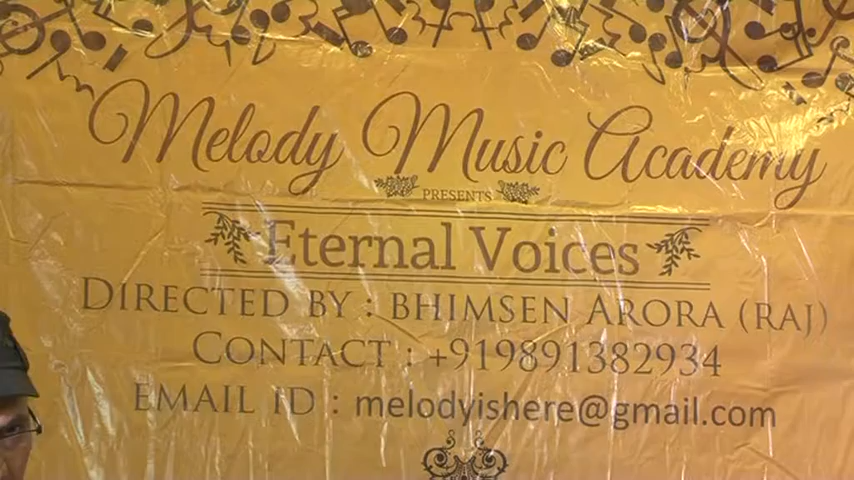 Melody Music Academy
PRESENTS
Eternal Voices
DIRECTED BY : BHIMSEN ARORA (RAJ)
CONTACT : +919891382934
EMAIL ID : melodyishere@gmail.com